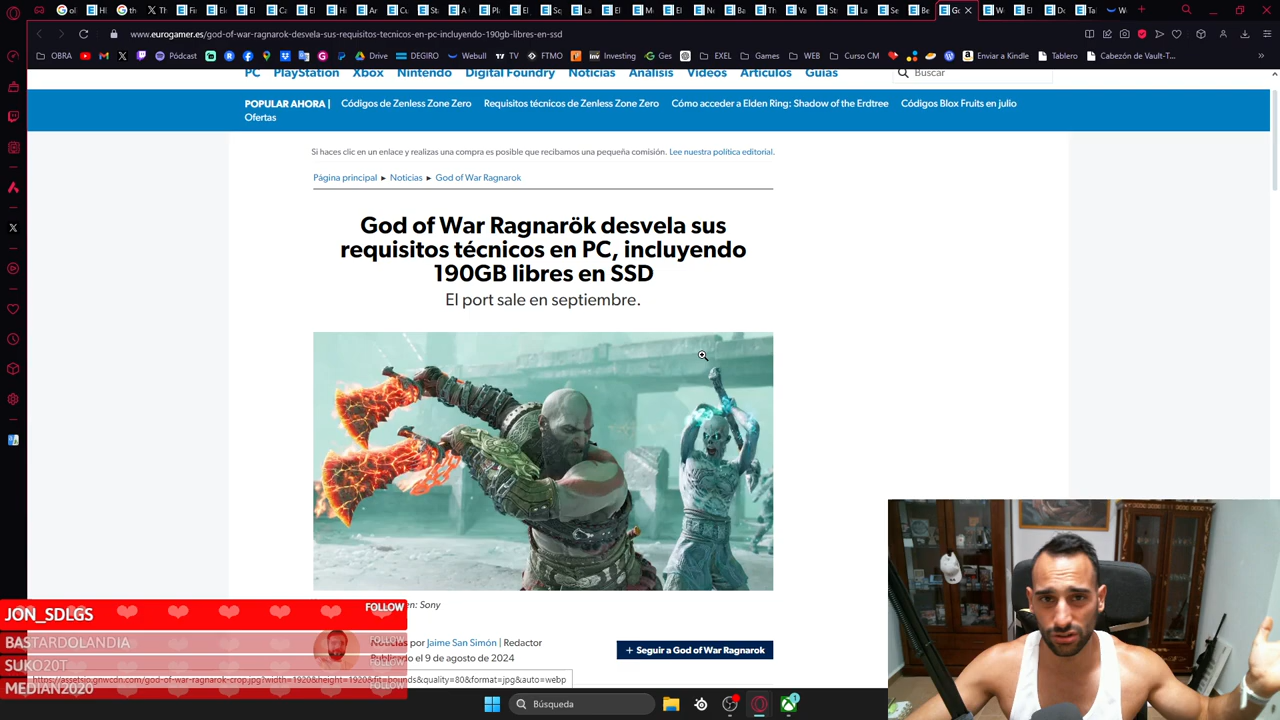 www.eurogamer.es/god-of-war-ragnarok-desvela-sus-requisitos-tecnicos-en-pc-incluyendo-190gb-libres-en-ssd
OBRA YouTube Pódcast Drive DEGIRO Webull TV FTMO Investing Ges EXEL Games WEB Curso CM Enviar a Kindle Tablero Cabezón de Vault-T...
PC PlayStation Xbox Nintendo Digital Foundry Noticias Análisis Vídeos Artículos Guías Buscar
POPULAR AHORA | Códigos de Zenless Zone Zero Requisitos técnicos de Zenless Zone Zero Cómo acceder a Elden Ring: Shadow of the Erdtree Códigos Blox Fruits en julio
Ofertas
Si haces clic en un enlace y realizas una compra es posible que recibamos una pequeña comisión. Lee nuestra política editorial.
Página principal ▸ Noticias ▸ God of War Ragnarok
God of War Ragnarök desvela sus
requisitos técnicos en PC, incluyendo
190GB libres en SSD
El port sale en septiembre.
en: Sony
JON_SDLGS FOLLOW
BASTARDOLANDIA FOLLOW
SUKO20T FOLLOW
MEDIAN2020 FOLLOW
Noticias por Jaime San Simón | Redactor
Publicado el 9 de agosto de 2024
+ Seguir a God of War Ragnarok
https://assetsio.gnwcdn.com/god-of-war-ragnarok-crop.jpg?width=1920&height=1920&fit=bounds&quality=80&format=jpg&auto=webp
Búsqueda
1